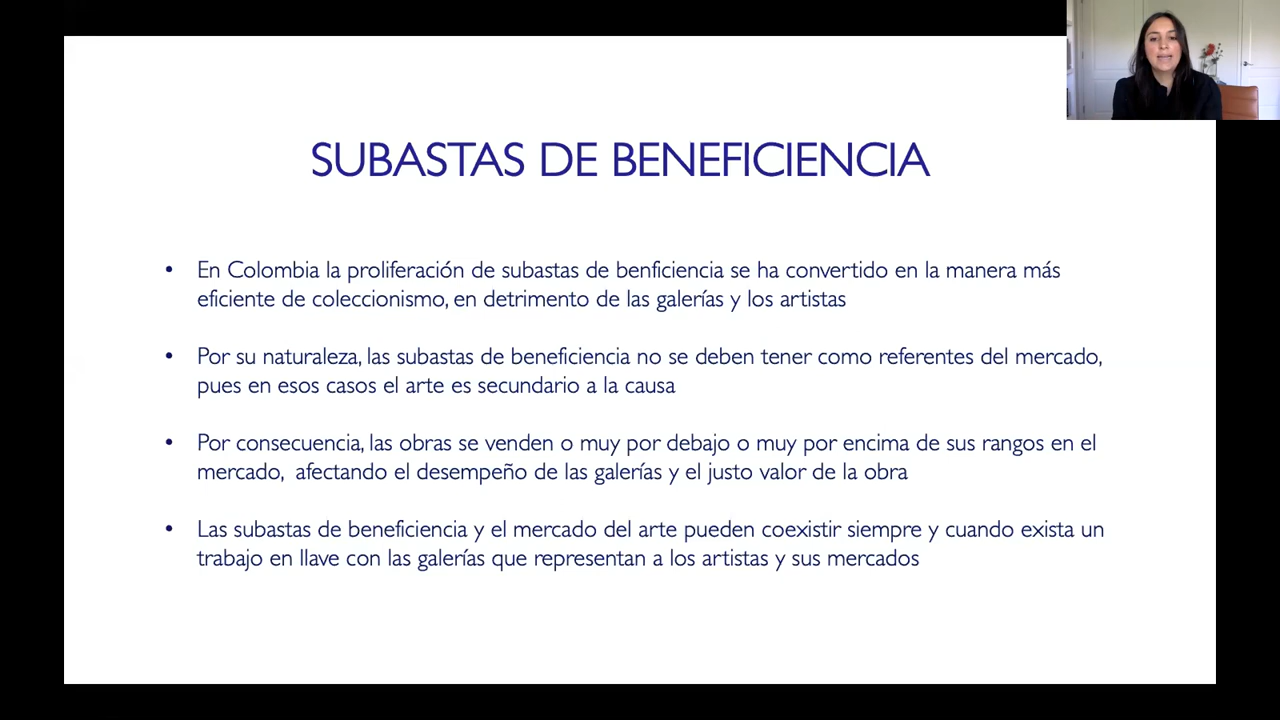 SUBASTAS DE BENEFICIENCIA
• En Colombia la proliferación de subastas de benficiencia se ha convertido en la manera más
eficiente de coleccionismo, en detrimento de las galerías y los artistas
• Por su naturaleza, las subastas de beneficiencia no se deben tener como referentes del mercado,
pues en esos casos el arte es secundario a la causa
• Por consecuencia, las obras se venden o muy por debajo o muy por encima de sus rangos en el
mercado,  afectando el desempeño de las galerías y el justo valor de la obra
• Las subastas de beneficiencia y el mercado del arte pueden coexistir siempre y cuando exista un
trabajo en llave con las galerías que representan a los artistas y sus mercados